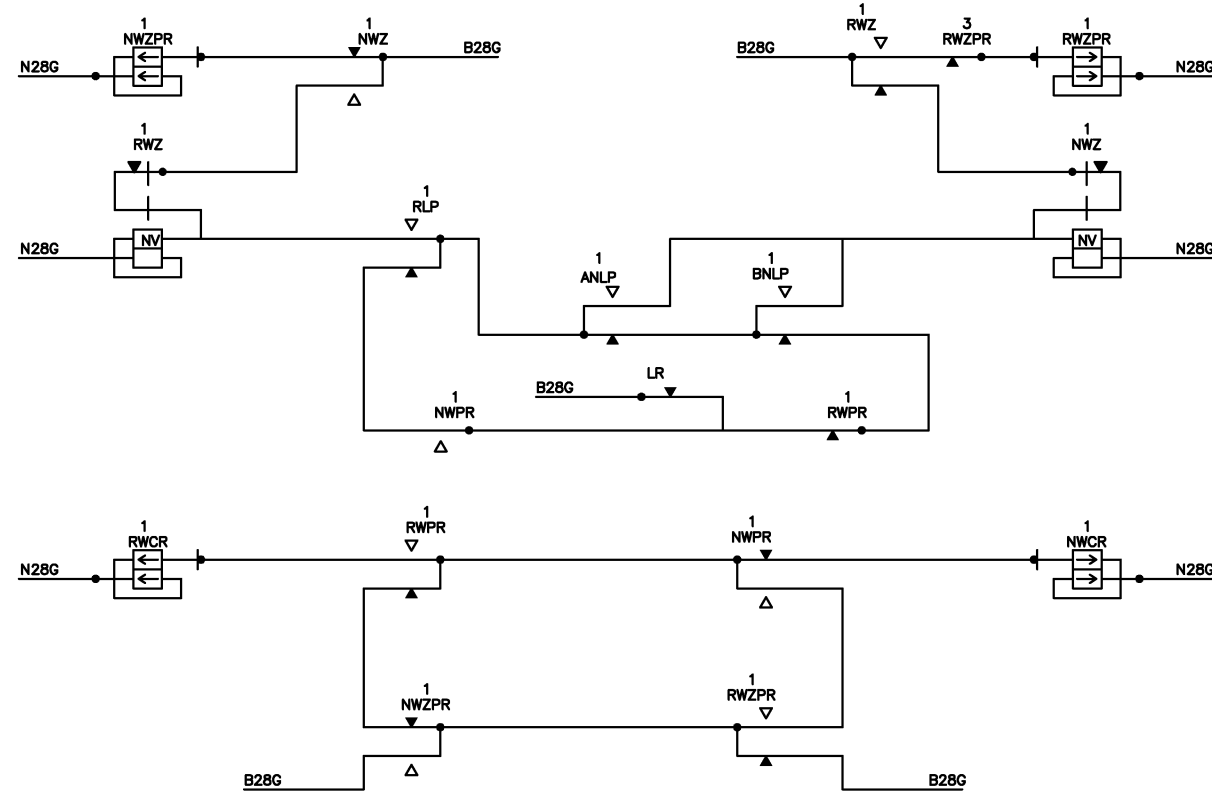 1
NWZPR
1
NWZ
B28G
N28G
B28G
1
RWZ
3
RWZPR
1
RWZPR
N28G
1
RWZ
1
NWZ
1
RLP
N28G
NV
1
ANLP
1
BNLP
NV
N28G
LR
B28G
1
NWPR
1
RWPR
1
RWCR
N28G
1
RWPR
1
NWPR
1
NWCR
N28G
1
NWZPR
1
RWZPR
B28G
B28G